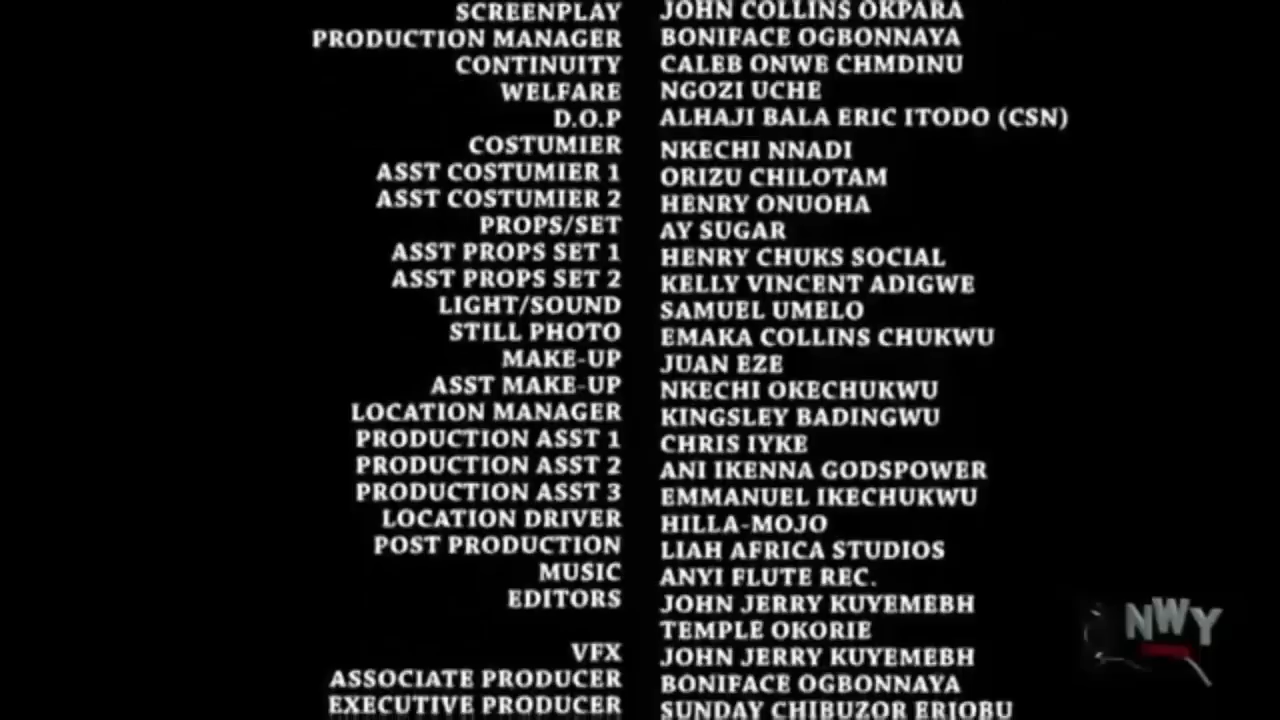 SCREENPLAY JOHN COLLINS OKPARA
PRODUCTION MANAGER BONIFACE OGBONNAYA
CONTINUITY CALEB ONWE CHMDINU
WELFARE NGOZI UCHE
D.O.P ALHAJI BALA ERIC ITODO (CSN)
COSTUMIER NKECHI NNADI
ASST COSTUMIER 1 ORIZU CHILOTAM
ASST COSTUMIER 2 HENRY ONUOHA
PROPS/SET AY SUGAR
ASST PROPS SET 1 HENRY CHUKS SOCIAL
ASST PROPS SET 2 KELLY VINCENT ADIGWE
LIGHT/SOUND SAMUEL UMELO
STILL PHOTO EMAKA COLLINS CHUKWU
MAKE-UP JUAN EZE
ASST MAKE-UP NKECHI OKECHUKWU
LOCATION MANAGER KINGSLEY BADINGWU
PRODUCTION ASST 1 CHRIS IYKE
PRODUCTION ASST 2 ANI IKENNA GODSPOWER
PRODUCTION ASST 3 EMMANUEL IKECHUKWU
LOCATION DRIVER HILLA-MOJO
POST PRODUCTION LIAH AFRICA STUDIOS
MUSIC ANYI FLUTE REC.
EDITORS JOHN JERRY KUYEMEBH
TEMPLE OKORIE
VFX JOHN JERRY KUYEMEBH
ASSOCIATE PRODUCER BONIFACE OGBONNAYA
EXECUTIVE PRODUCER SUNDAY CHIBUZOR ERJOBU
NWY